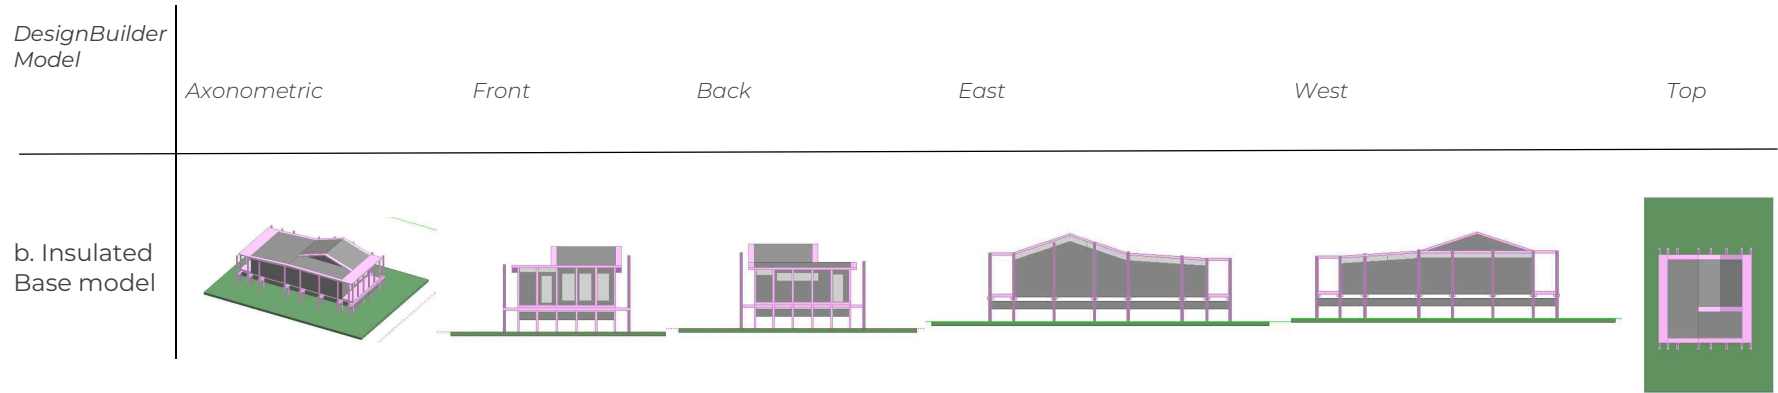 DesignBuilder
Model
Axonometric
Front
Back
East
West
Top
b. Insulated
Base model